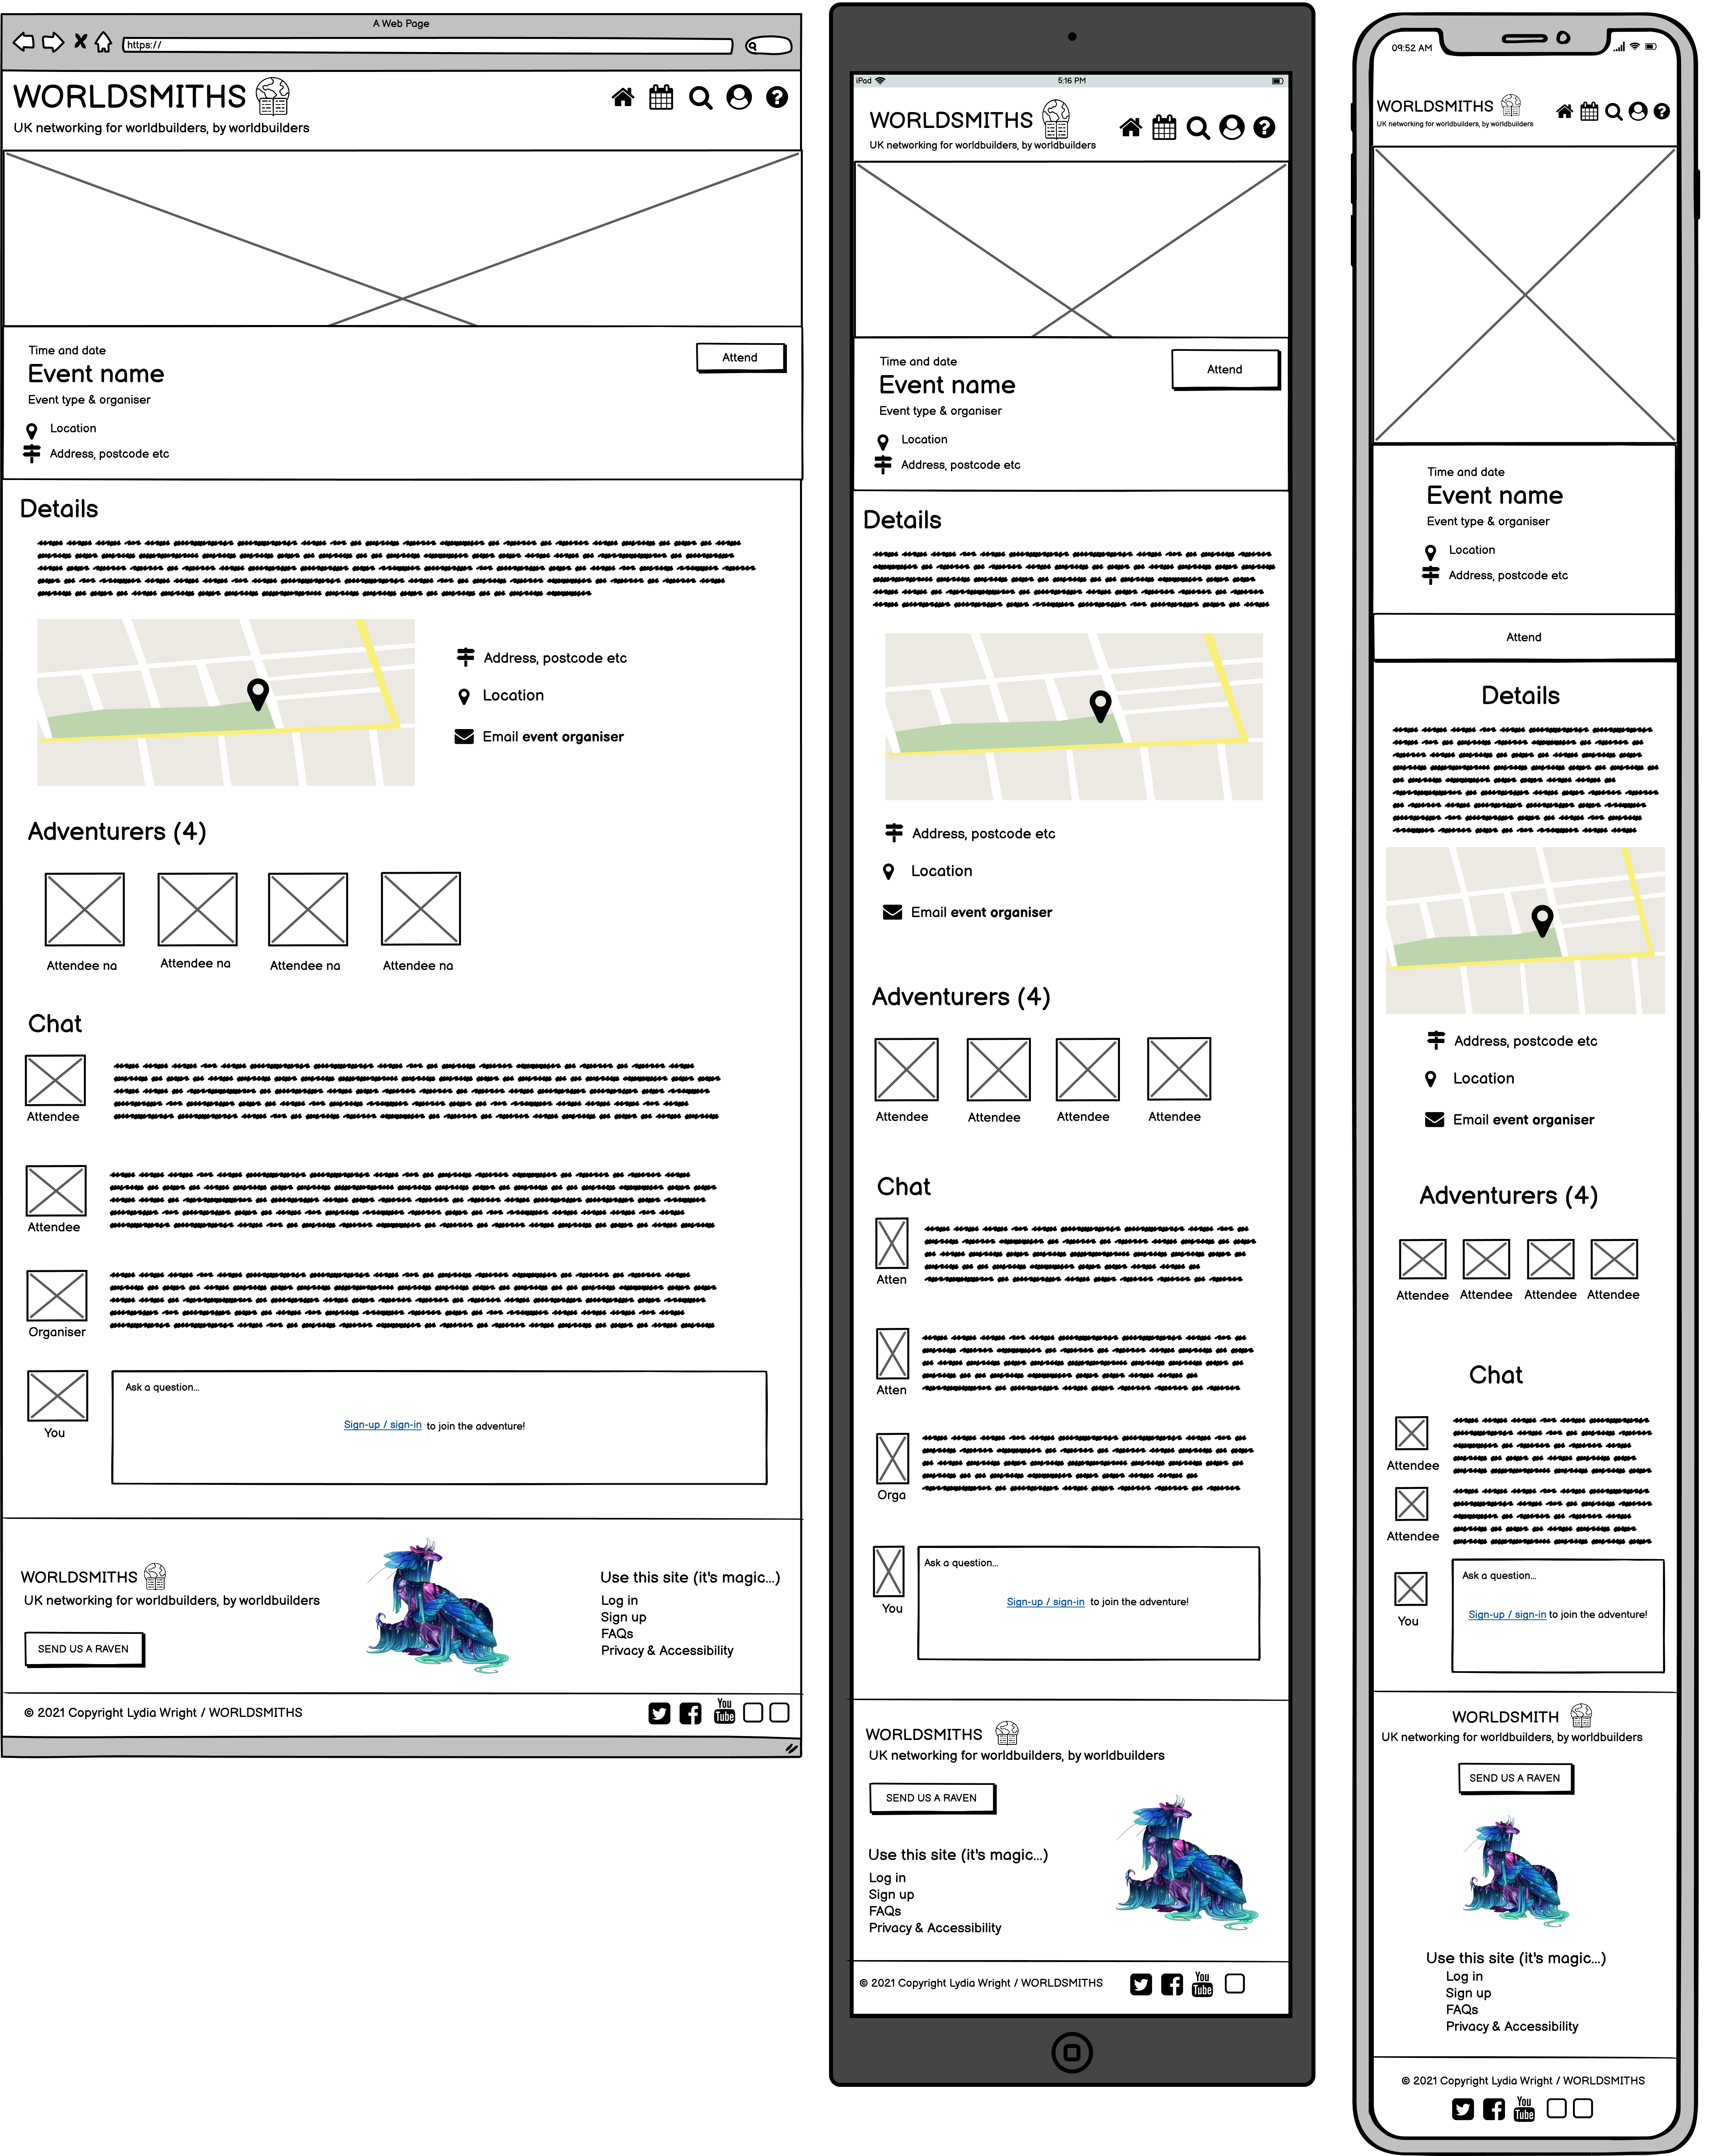 A Web Page
https://
WORLDSMITHS
UK networking for worldbuilders, by worldbuilders
Time and date
Event name
Event type & organiser
Location
Address, postcode etc
Attend
Details
Address, postcode etc
Location
Email event organiser
Adventurers (4)
Attendee na Attendee na Attendee na Attendee na
Chat
Attendee
Attendee
Organiser
You
Ask a question...
Sign-up / sign-in to join the adventure!
WORLDSMITHS
UK networking for worldbuilders, by worldbuilders
SEND US A RAVEN
Use this site (it's magic...)
Log in
Sign up
FAQs
Privacy & Accessibility
© 2021 Copyright Lydia Wright / WORLDSMITHS
You
Tube
iPad 5:16 PM
WORLDSMITHS
UK networking for worldbuilders, by worldbuilders
Time and date
Event name
Event type & organiser
Location
Address, postcode etc
Attend
Details
Address, postcode etc
Location
Email event organiser
Adventurers (4)
Attendee Attendee Attendee Attendee
Chat
Atten
Atten
Orga
You
Ask a question...
Sign-up / sign-in to join the adventure!
WORLDSMITHS
UK networking for worldbuilders, by worldbuilders
SEND US A RAVEN
Use this site (it's magic...)
Log in
Sign up
FAQs
Privacy & Accessibility
© 2021 Copyright Lydia Wright / WORLDSMITHS
You
Tube
09:52 AM
WORLDSMITHS
UK networking for worldbuilders, by worldbuilders
Time and date
Event name
Event type & organiser
Location
Address, postcode etc
Attend
Details
Address, postcode etc
Location
Email event organiser
Adventurers (4)
Attendee Attendee Attendee Attendee
Chat
Attendee
Attendee
You
Ask a question...
Sign-up / sign-in to join the adventure!
WORLDSMITH
UK networking for worldbuilders, by worldbuilders
SEND US A RAVEN
Use this site (it's magic...)
Log in
Sign up
FAQs
Privacy & Accessibility
© 2021 Copyright Lydia Wright / WORLDSMITHS
You
Tube